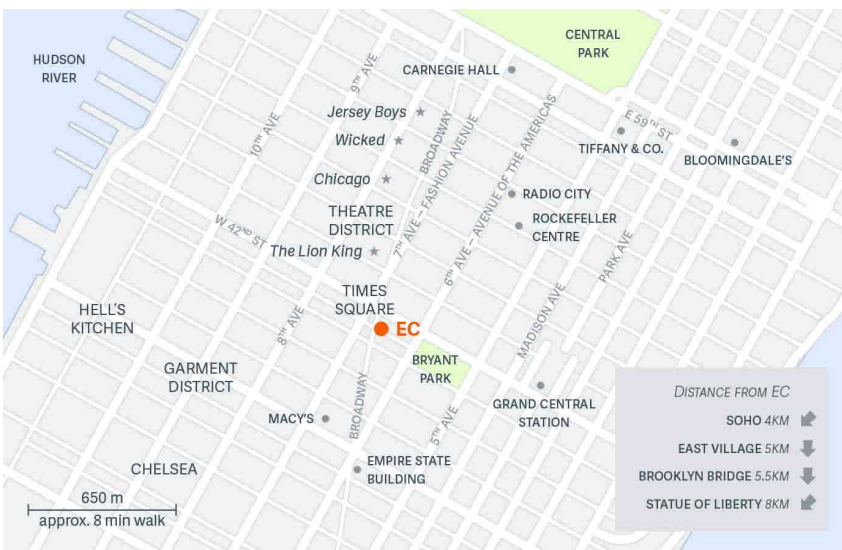 CENTRAL
PARK
HUDSON
RIVER
9TH AVE
CARNEGIE HALL
Jersey Boys
10TH AVE
BROADWAY
E 59TH ST
Wicked
TIFFANY & CO.
BLOOMINGDALE'S
Chicago
7TH AVE – FASHION AVENUE
6TH AVE – AVENUE OF THE AMERICAS
RADIO CITY
THEATRE
DISTRICT
ROCKEFELLER
CENTRE
W 42ND ST
The Lion King
PARK AVE
TIMES
SQUARE
EC
HELL'S
KITCHEN
8TH AVE
MADISON AVE
BRYANT
PARK
GARMENT
DISTRICT
GRAND CENTRAL
STATION
MACY'S
BROADWAY
5TH AVE
EMPIRE STATE
BUILDING
CHELSEA
650 m
approx. 8 min walk
DISTANCE FROM EC
SOHO 4KM
EAST VILLAGE 5KM
BROOKLYN BRIDGE 5.5KM
STATUE OF LIBERTY 8KM